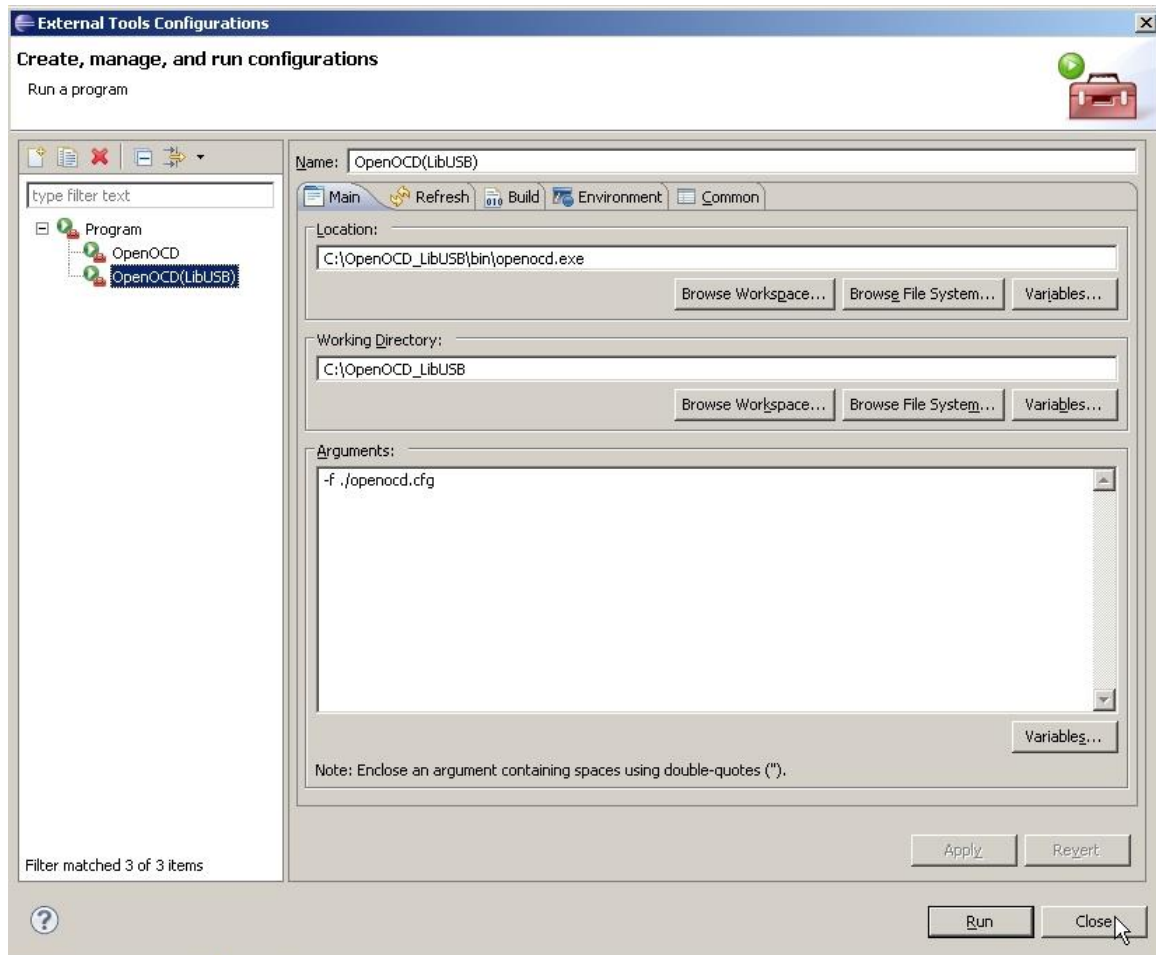 External Tools Configurations
Create, manage, and run configurations
Run a program
type filter text
Program
OpenOCD
OpenOCD(LibUSB)
Filter matched 3 of 3 items
Name: OpenOCD(LibUSB)
Main Refresh Build Environment Common
Location:
C:\OpenOCD_LibUSB\bin\openocd.exe
Browse Workspace... Browse File System... Variables...
Working Directory:
C:\OpenOCD_LibUSB
Browse Workspace... Browse File System... Variables...
Arguments:
-f ./openocd.cfg
Variables...
Note: Enclose an argument containing spaces using double-quotes (").
Apply Revert
? Run Close